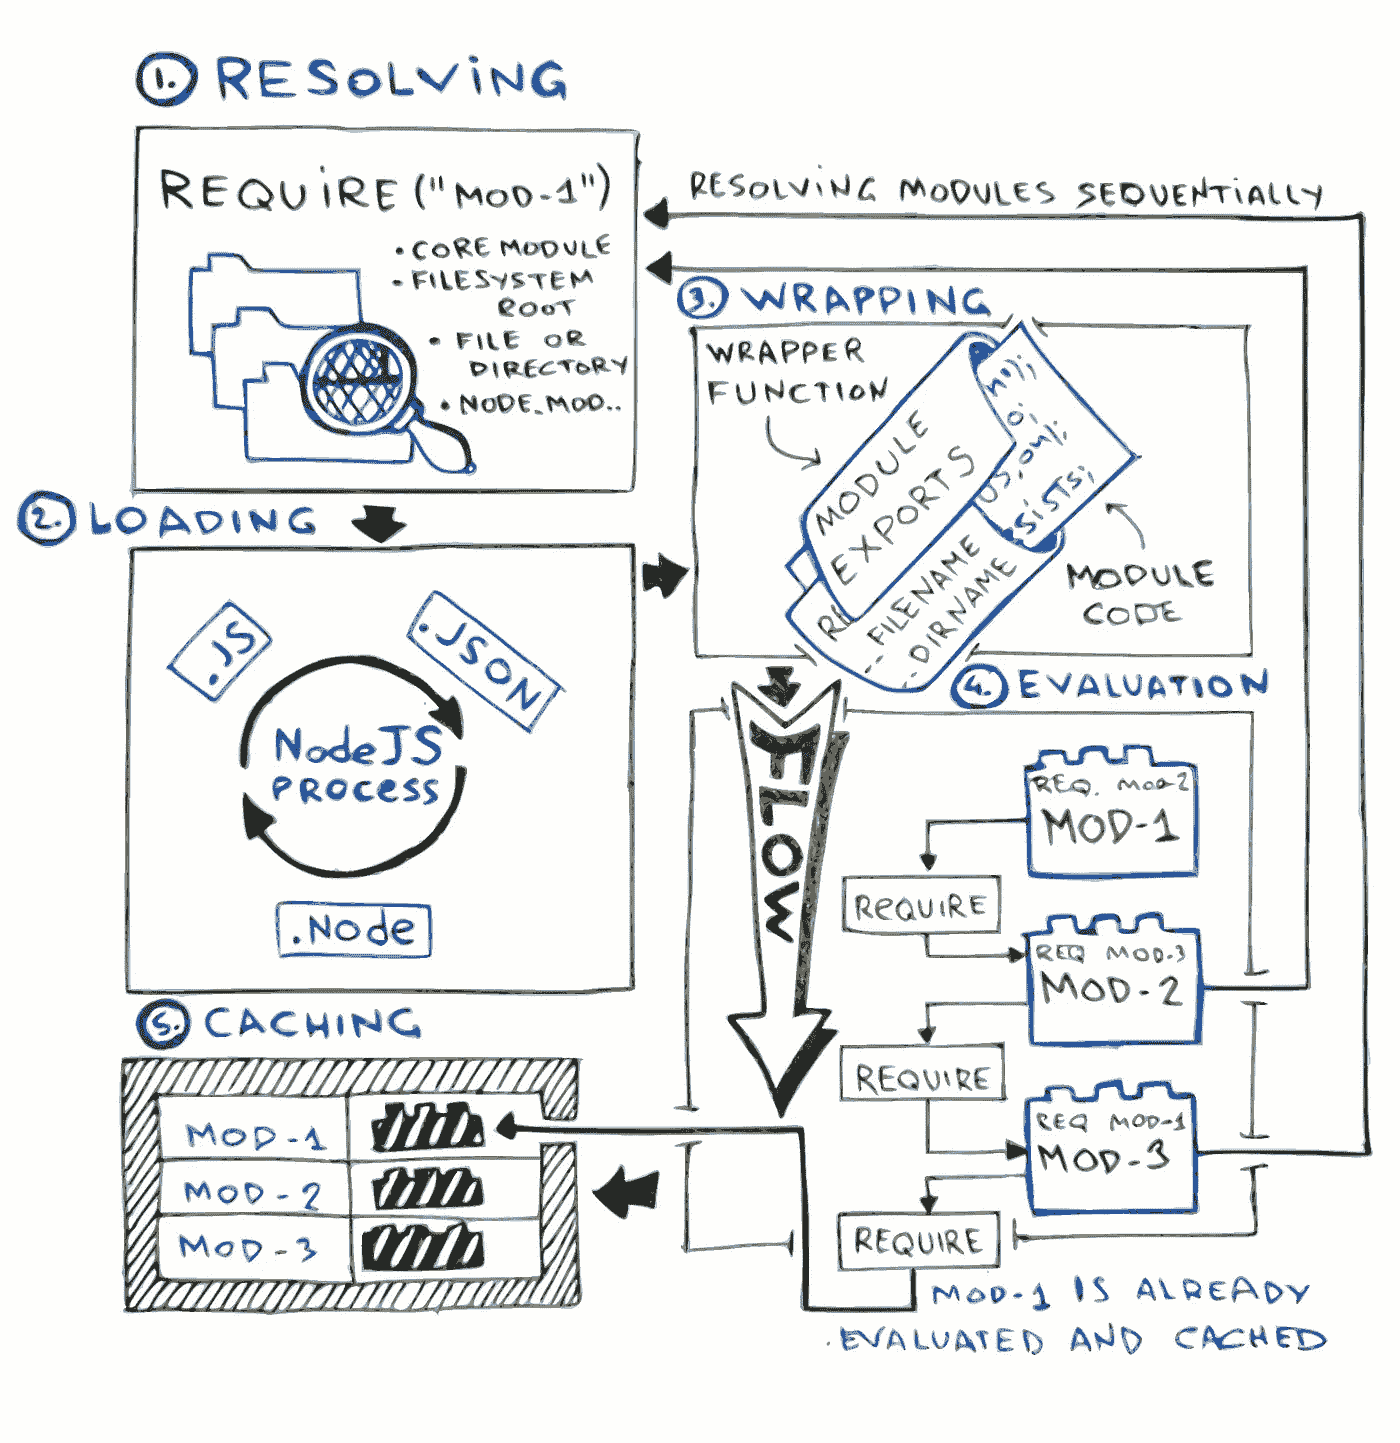 1. RESOLVING
REQUIRE ("MOD-1")
• CORE MODULE
• FILESYSTEM
ROOT
• FILE OR
DIRECTORY
• NODE_MOD..
RESOLVING MODULES SEQUENTIALLY
2. LOADING
.JS
.JSON
NodeJS
PROCESS
.Node
3. WRAPPING
WRAPPER
FUNCTION
MODULE
EXPORTS
-- FILENAME
-- DIRNAME
MODULE
CODE
FLOW
4. EVALUATION
REQ. MOD-2
MOD-1
REQUIRE
REQ MOD-3
MOD-2
REQUIRE
REQ MOD-1
MOD-3
REQUIRE
MOD-1 IS ALREADY
EVALUATED AND CACHED
5. CACHING
MOD-1
MOD-2
MOD-3